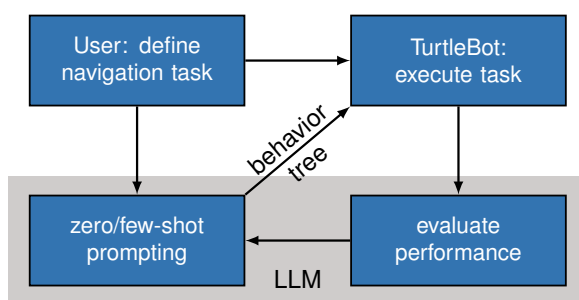 User: define
navigation task
TurtleBot:
execute task
behavior
tree
zero/few-shot
prompting
evaluate
performance
LLM